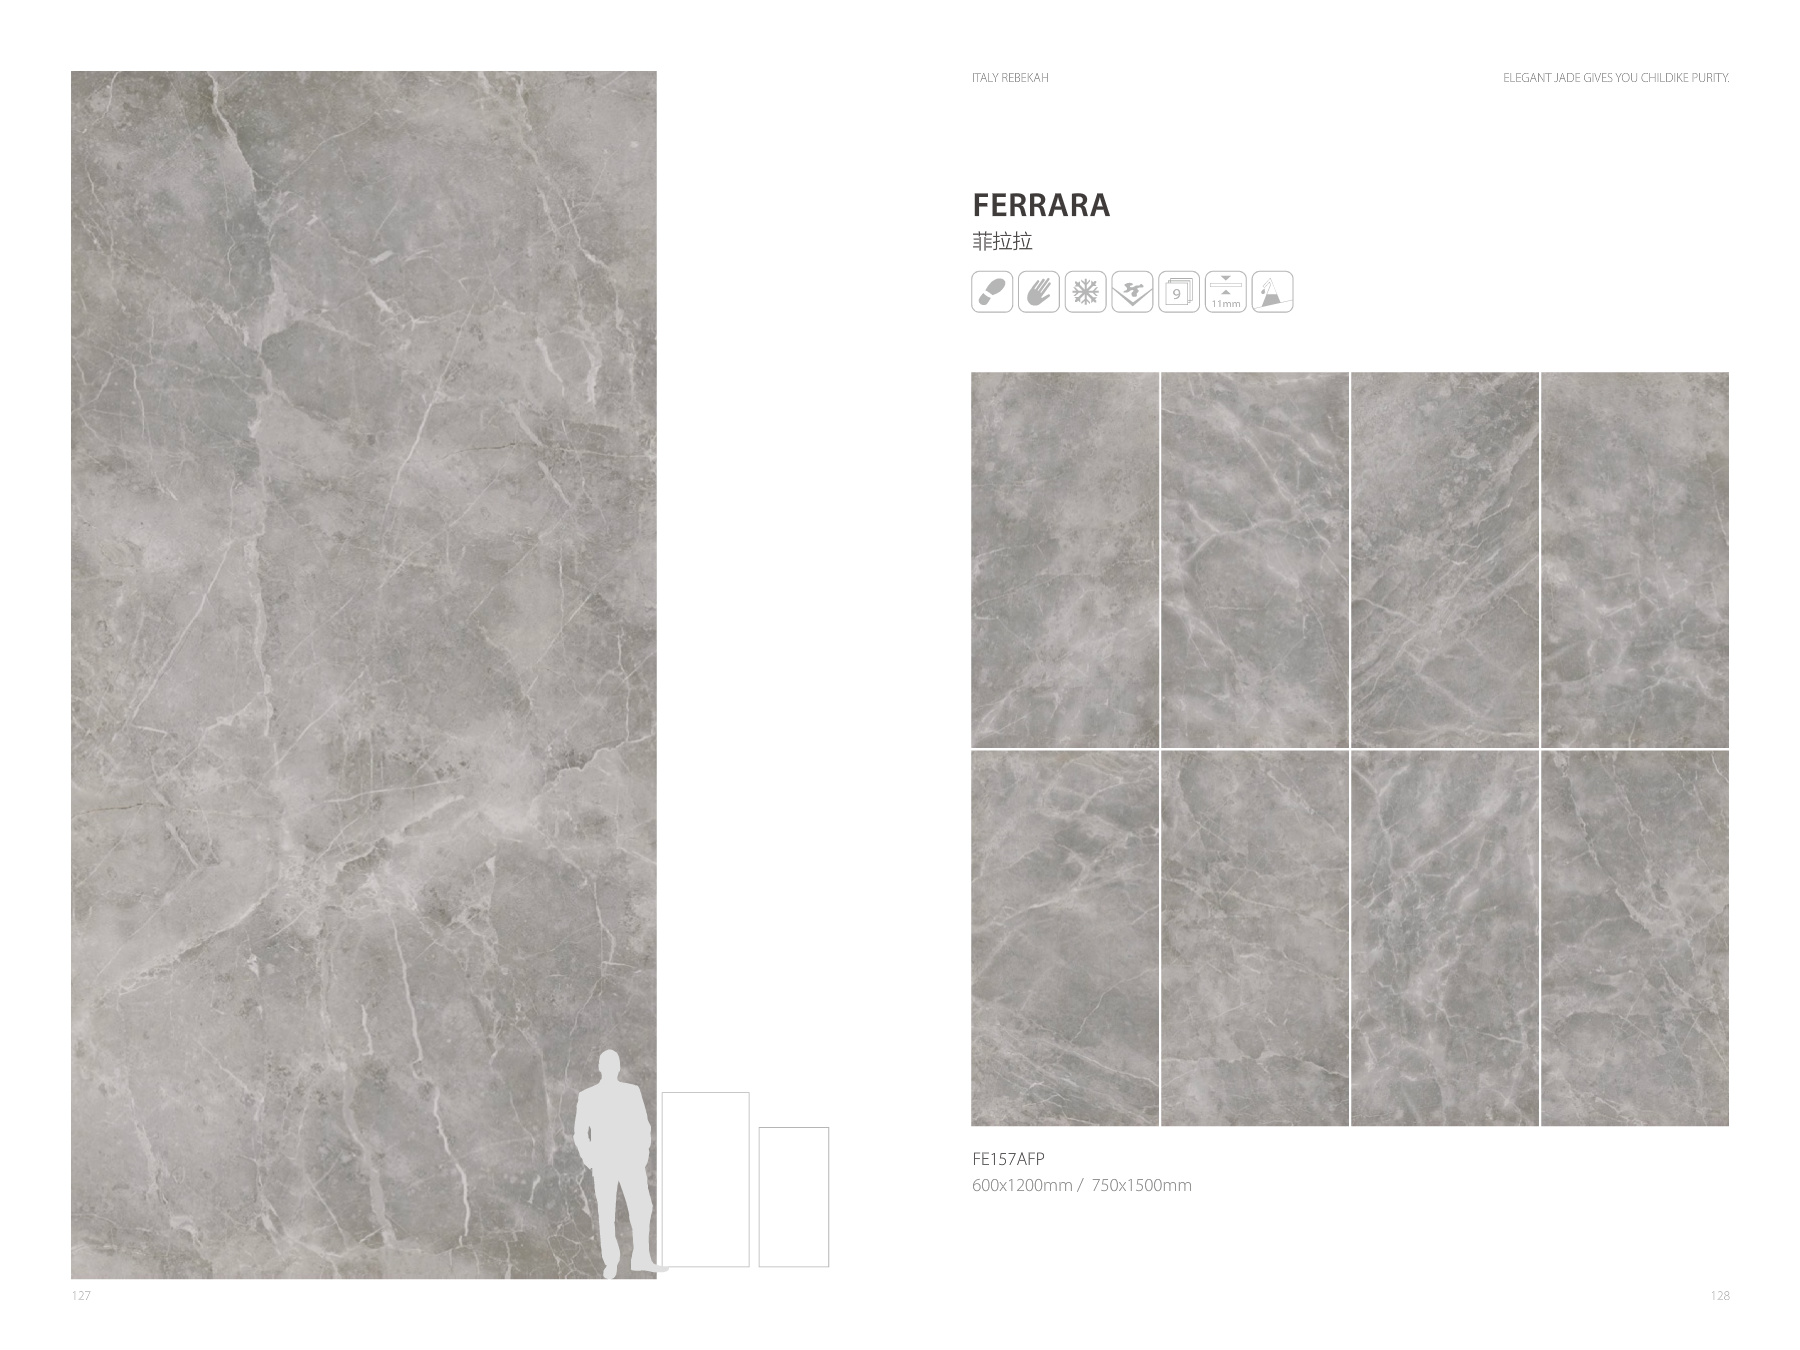 ITALY REBEKAH
ELEGANT JADE GIVES YOU CHILDIKE PURITY.
FERRARA
菲拉拉
9
11mm
FE157AFP
600x1200mm / 750x1500mm
127
128